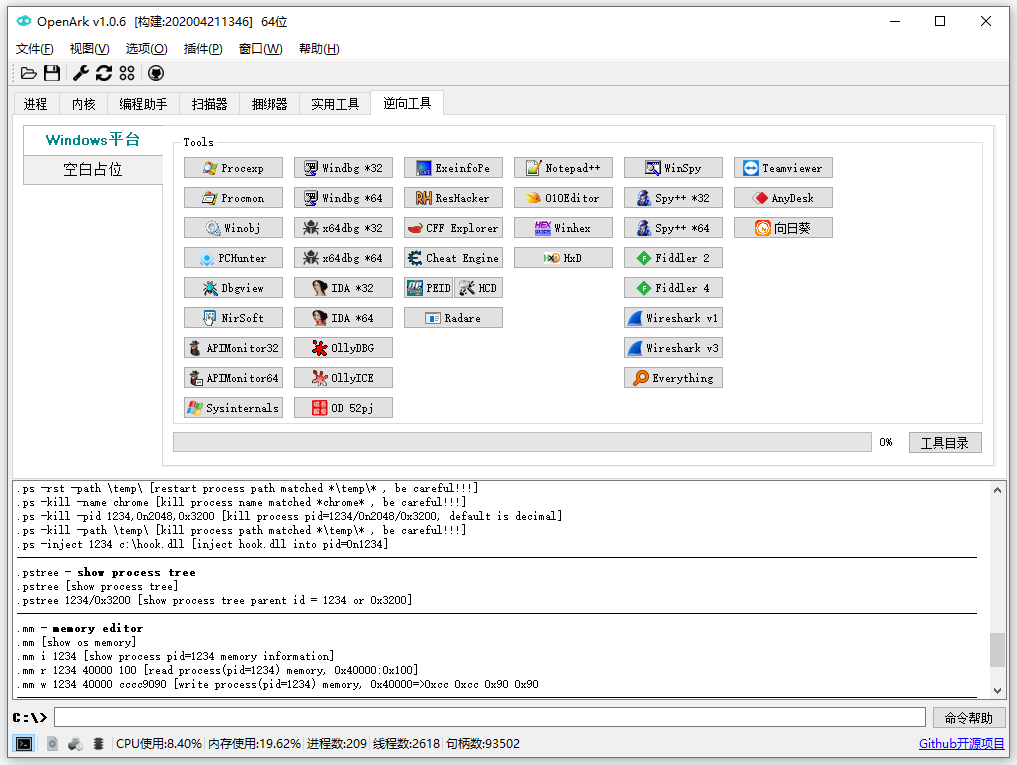 OpenArk v1.0.6 [构建:202004211346] 64位
文件(F) 视图(V) 选项(O) 插件(P) 窗口(W) 帮助(H)
进程 内核 编程助手 扫描器 捆绑器 实用工具 逆向工具
Windows平台
空白占位
Tools
Procexp Windbg *32 ExeinfoPe Notepad++ WinSpy Teamviewer
Procmon Windbg *64 ResHacker 010Editor Spy++ *32 AnyDesk
Winobj x64dbg *32 CFF Explorer Winhex Spy++ *64 向日葵
PCHunter x64dbg *64 Cheat Engine HxD Fiddler 2
Dbgview IDA *32 PEID HCD Fiddler 4
NirSoft IDA *64 Radare Wireshark v1
APIMonitor32 OllyDBG Wireshark v3
APIMonitor64 OllyICE Everything
Sysinternals OD 52pj
0% 工具目录
.ps -rst -path \temp\ [restart process path matched *\temp\* , be careful!!!]
.ps -kill -name chrome [kill process name matched *chrome* , be careful!!!]
.ps -kill -pid 1234,0n2048,0x3200 [kill process pid=1234/0n2048/0x3200, default is decimal]
.ps -kill -path \temp\ [kill process path matched *\temp\* , be careful!!!]
.ps -inject 1234 c:\hook.dll [inject hook.dll into pid=0n1234]
.pstree - show process tree
.pstree [show process tree]
.pstree 1234/0x3200 [show process tree parent id = 1234 or 0x3200]
.mm - memory editor
.mm [show os memory]
.mm i 1234 [show process pid=1234 memory information]
.mm r 1234 40000 100 [read process(pid=1234) memory, 0x40000:0x100]
.mm w 1234 40000 cccc9090 [write process(pid=1234) memory, 0x40000=>0xcc 0xcc 0x90 0x90
C:\> 命令帮助
CPU使用:8.40% 内存使用:19.62% 进程数:209 线程数:2618 句柄数:93502 Github开源项目